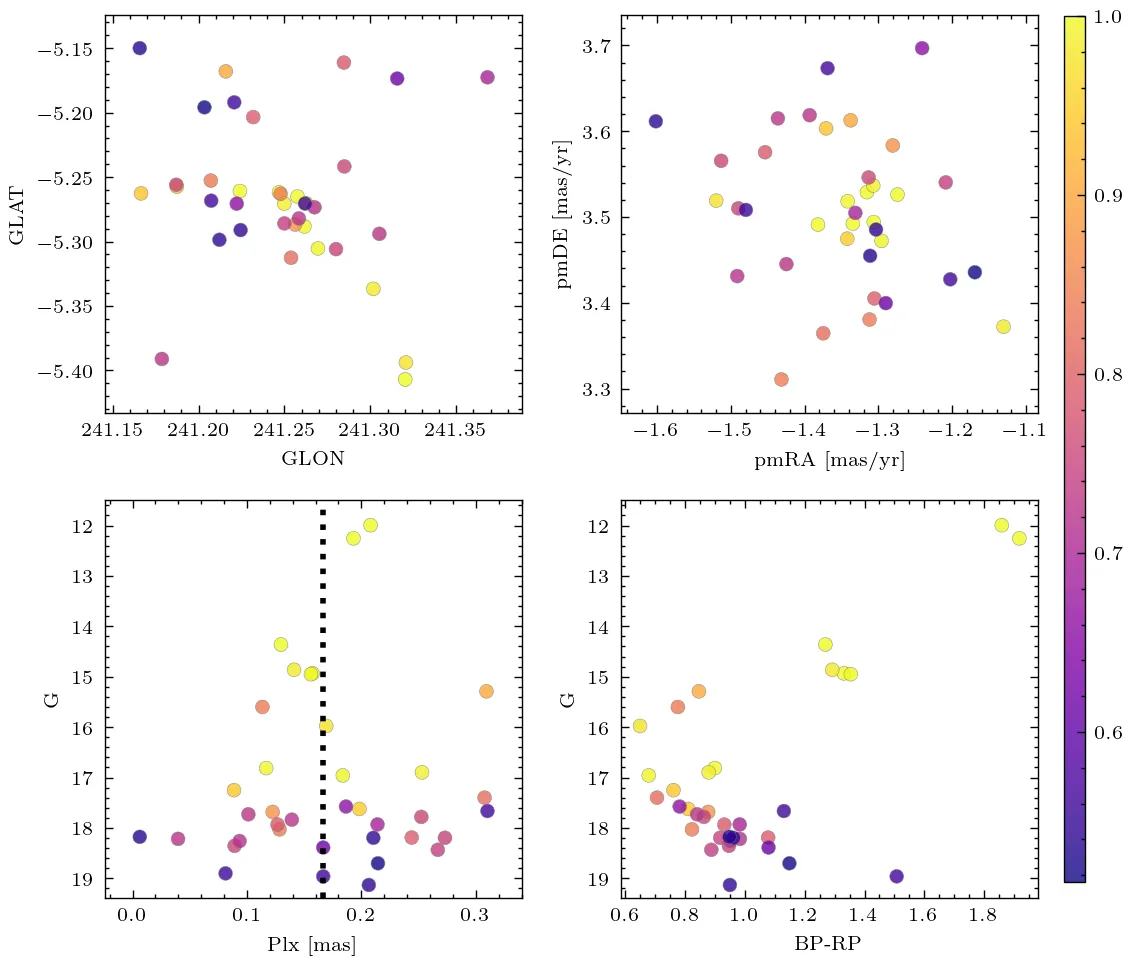 −5.15
−5.20
−5.25
−5.30
−5.35
−5.40
GLAT
241.15 241.20 241.25 241.30 241.35
GLON
3.7
3.6
3.5
3.4
3.3
pmDE [mas/yr]
−1.6 −1.5 −1.4 −1.3 −1.2 −1.1
pmRA [mas/yr]
12
13
14
15
16
17
18
19
G
0.0 0.1 0.2 0.3
Plx [mas]
12
13
14
15
16
17
18
19
G
0.6 0.8 1.0 1.2 1.4 1.6 1.8
BP-RP
1.0
0.9
0.8
0.7
0.6